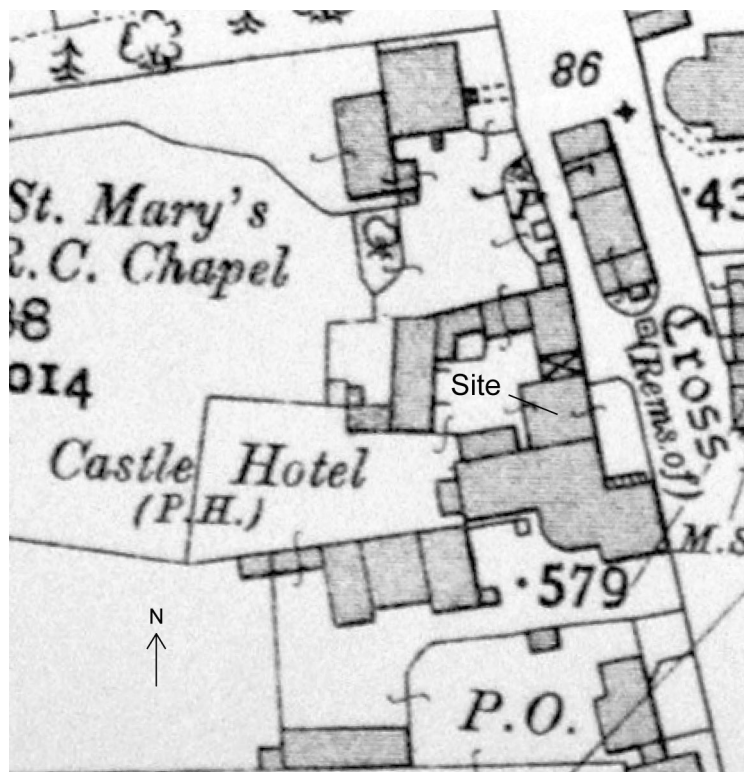 86
St. Mary's
R.C. Chapel
.43
014
Cross
(Rems. of)
Site
Castle Hotel
(P.H.)
M.S
.579
N
P.O.